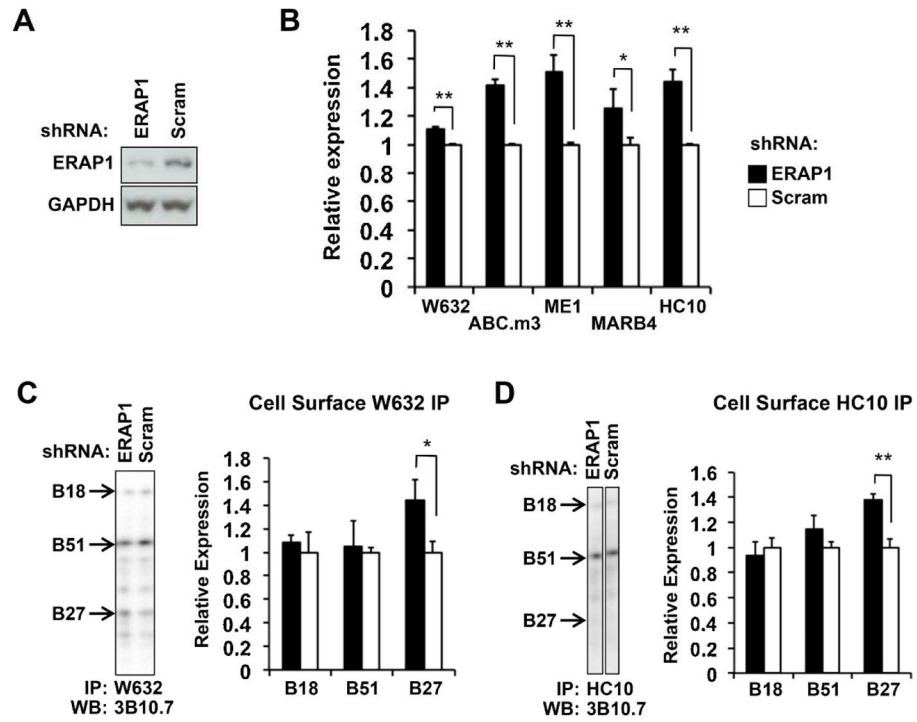 A
shRNA: ERAP1 Scram
ERAP1
GAPDH
B
Relative expression
1.8
1.6
1.4
1.2
1
0.8
0.6
0.4
0.2
0
** ** ** * **
W632 ABC.m3 ME1 MARB4 HC10
shRNA:
ERAP1
Scram
C
shRNA: ERAP1 Scram
B18
B51
B27
IP: W632
WB: 3B10.7
Cell Surface W632 IP
Relative Expression
1.8
1.6
1.4
1.2
1
0.8
0.6
0.4
0.2
0
*
B18 B51 B27
D
shRNA: ERAP1 Scram
B18
B51
B27
IP: HC10
WB: 3B10.7
Cell Surface HC10 IP
Relative Expression
1.6
1.4
1.2
1
0.8
0.6
0.4
0.2
0
**
B18 B51 B27